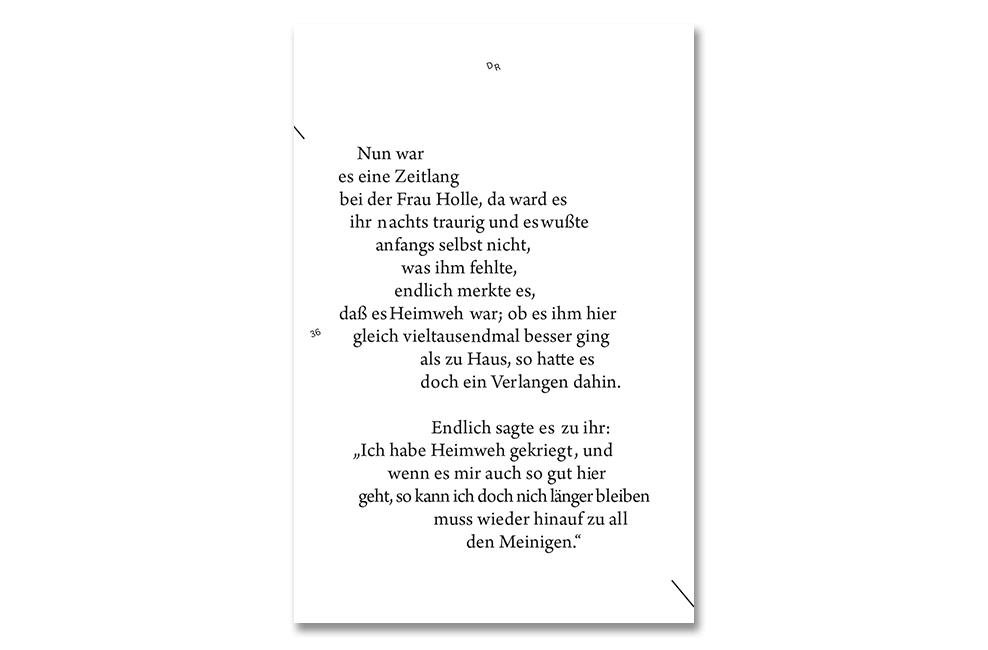 DR
Nun war
es eine Zeitlang
bei der Frau Holle, da ward es
ihr nachts traurig und es wußte
anfangs selbst nicht,
was ihm fehlte,
endlich merkte es,
daß es Heimweh war; ob es ihm hier
36
gleich vieltausendmal besser ging
als zu Haus, so hatte es
doch ein Verlangen dahin.
Endlich sagte es zu ihr:
„Ich habe Heimweh gekriegt, und
wenn es mir auch so gut hier
geht, so kann ich doch nich länger bleiben
muss wieder hinauf zu all
den Meinigen.“